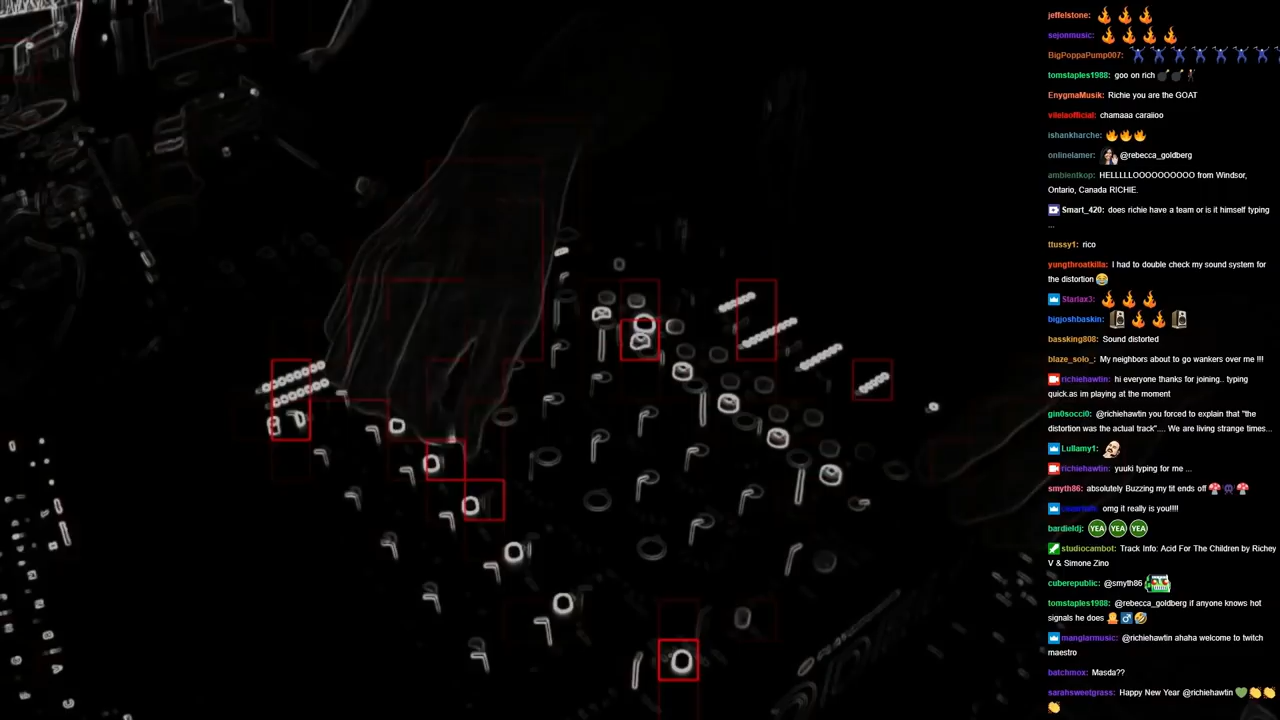 jeffelstone: 🔥 🔥 🔥
sejonmusic: 🔥 🔥 🔥 🔥
BigPoppaPump007:
tomstaples1988: goo on rich 💣 💣 🕺
EnygmaMusik: Richie you are the GOAT
vilelaofficial: chamaaa caraiioo
ishankharche: 🔥🔥🔥
onlinelamer: @rebecca_goldberg
ambientkop: HELLLLLOOOOOOOOOO from Windsor,
Ontario, Canada RICHIE.
Smart_420: does richie have a team or is it himself typing
...
ttussy1: rico
yungthroatkilla: I had to double check my sound system for
the distortion 😂
Starlax3: 🔥 🔥 🔥
bigjoshbaskin: 🔥 🔥
bassking808: Sound distorted
blaze_solo_: My neighbors about to go wankers over me !!!
richiehawtin: hi everyone thanks for joining.. typing
quick.as im playing at the moment
gin0socci0: @richiehawtin you forced to explain that "the
distortion was the actual track".... We are living strange times...
Lullamy1:
richiehawtin: yuuki typing for me ...
smyth86: absolutely Buzzing my tit ends off 🍄 🕷 🍄
omg it really is you!!!!
bardieldj: YEA YEA YEA
studiocambot: Track Info: Acid For The Children by Richey
V & Simone Zino
cuberepublic: @smyth86
tomstaples1988: @rebecca_goldberg if anyone knows hot
signals he does 🤷 ♂ 🤣
manglarmusic: @richiehawtin ahaha welcome to twitch
maestro
batchmox: Masda??
sarahsweetgrass: Happy New Year @richiehawtin 💚 👏 👏
👏